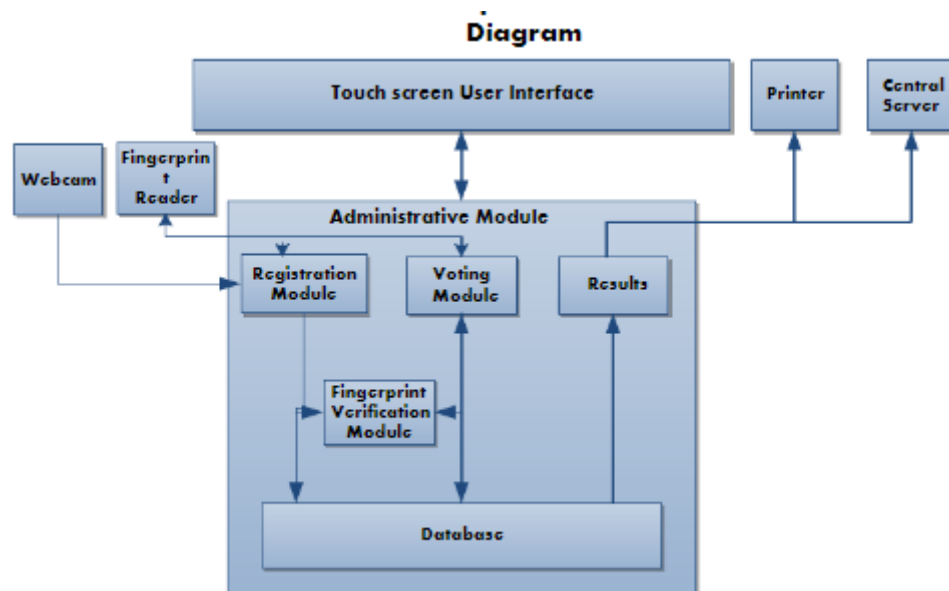 Diagram
Touch screen User Interface
Printer
Central
Server
Webcam
Fingerprin
t
Reader
Administrative Module
Registration
Module
Voting
Module
Results
Fingerprint
Verification
Module
Database